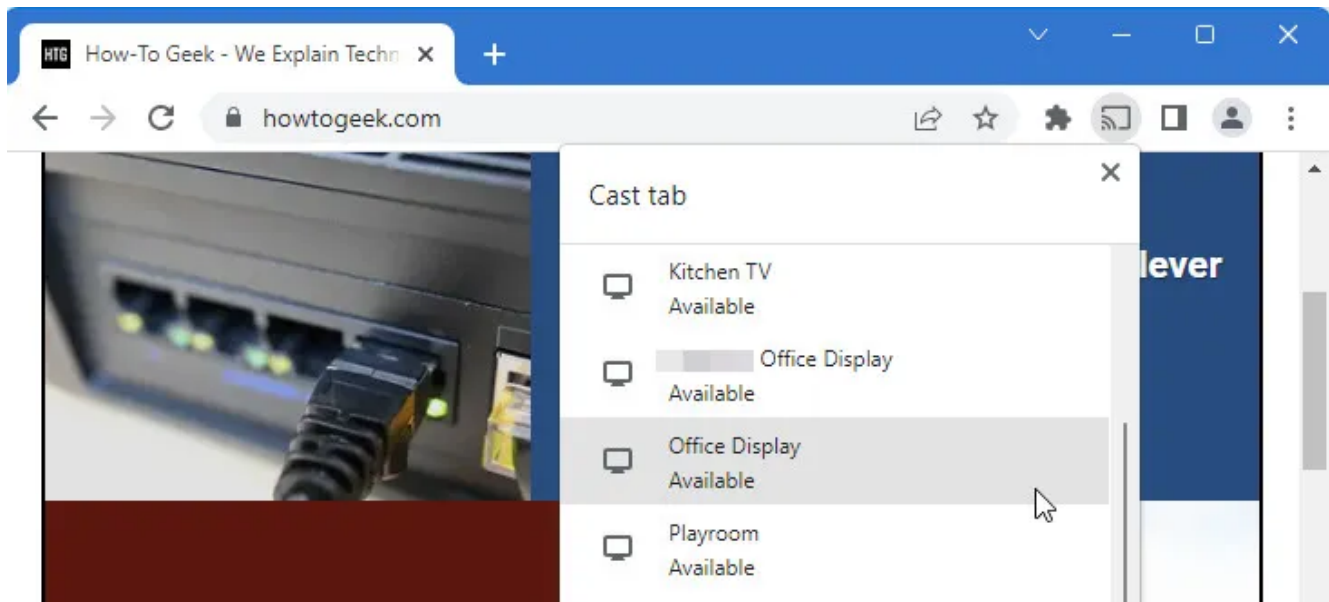 HTG How-To Geek - We Explain Techn
howtogeek.com
Cast tab
lever
Kitchen TV
Available
Office Display
Available
Office Display
Available
Playroom
Available